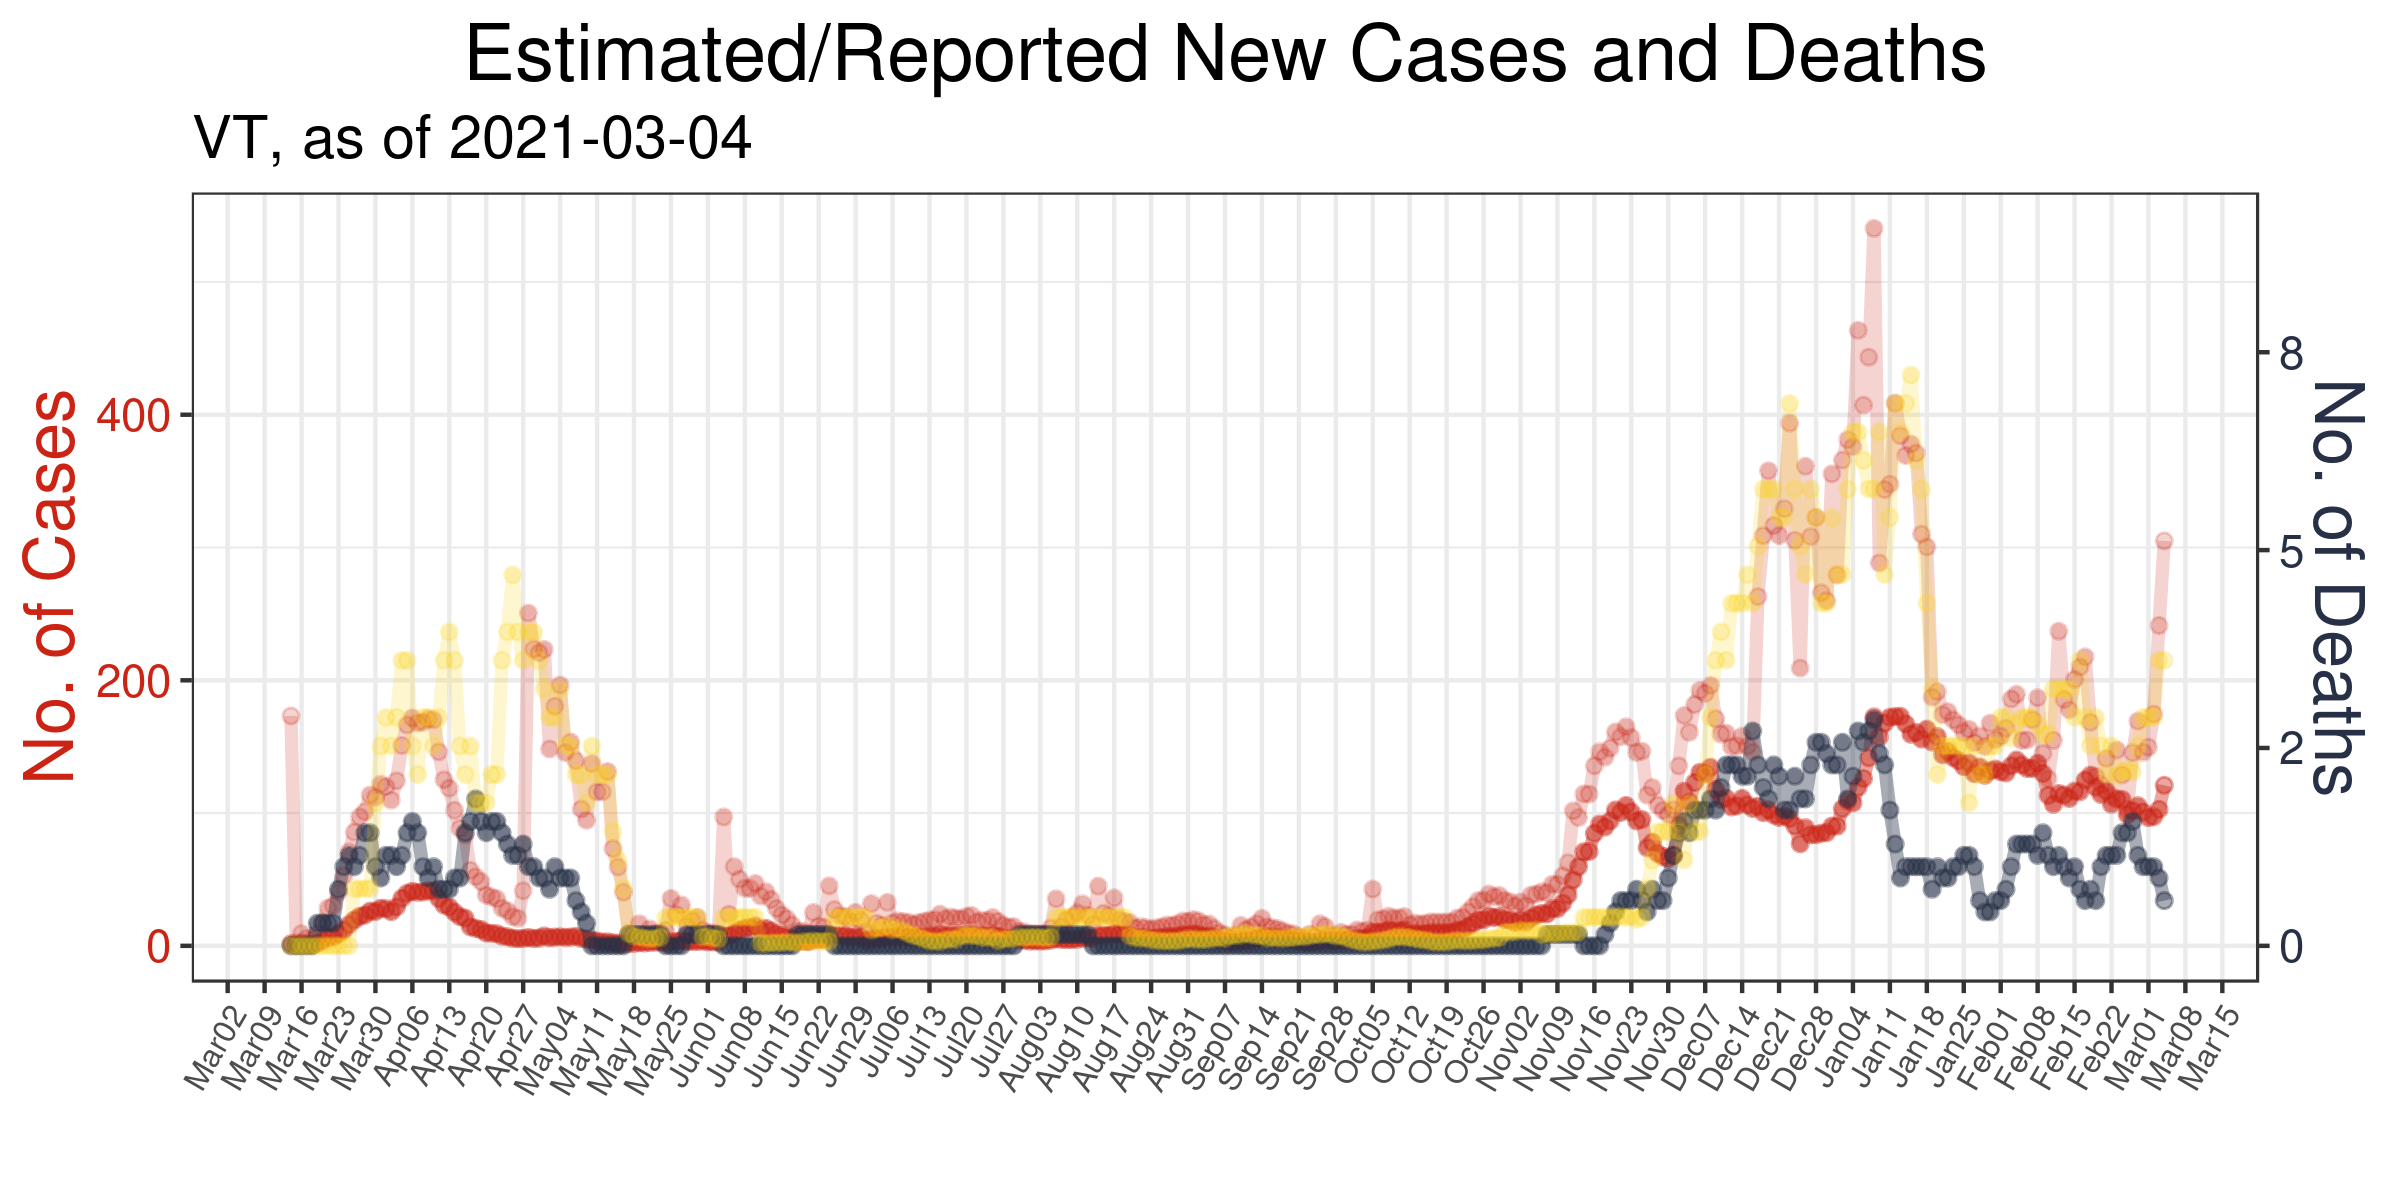 Estimated/Reported New Cases and Deaths
VT, as of 2021-03-04
No. of Cases
400
200
0
8
5
2
0
No. of Deaths
Mar02
Mar09
Mar16
Mar23
Mar30
Apr06
Apr13
Apr20
Apr27
May04
May11
May18
May25
Jun01
Jun08
Jun15
Jun22
Jun29
Jul06
Jul13
Jul20
Jul27
Aug03
Aug10
Aug17
Aug24
Aug31
Sep07
Sep14
Sep21
Sep28
Oct05
Oct12
Oct19
Oct26
Nov02
Nov09
Nov16
Nov23
Nov30
Dec07
Dec14
Dec21
Dec28
Jan04
Jan11
Jan18
Jan25
Feb01
Feb08
Feb15
Feb22
Mar01
Mar08
Mar15